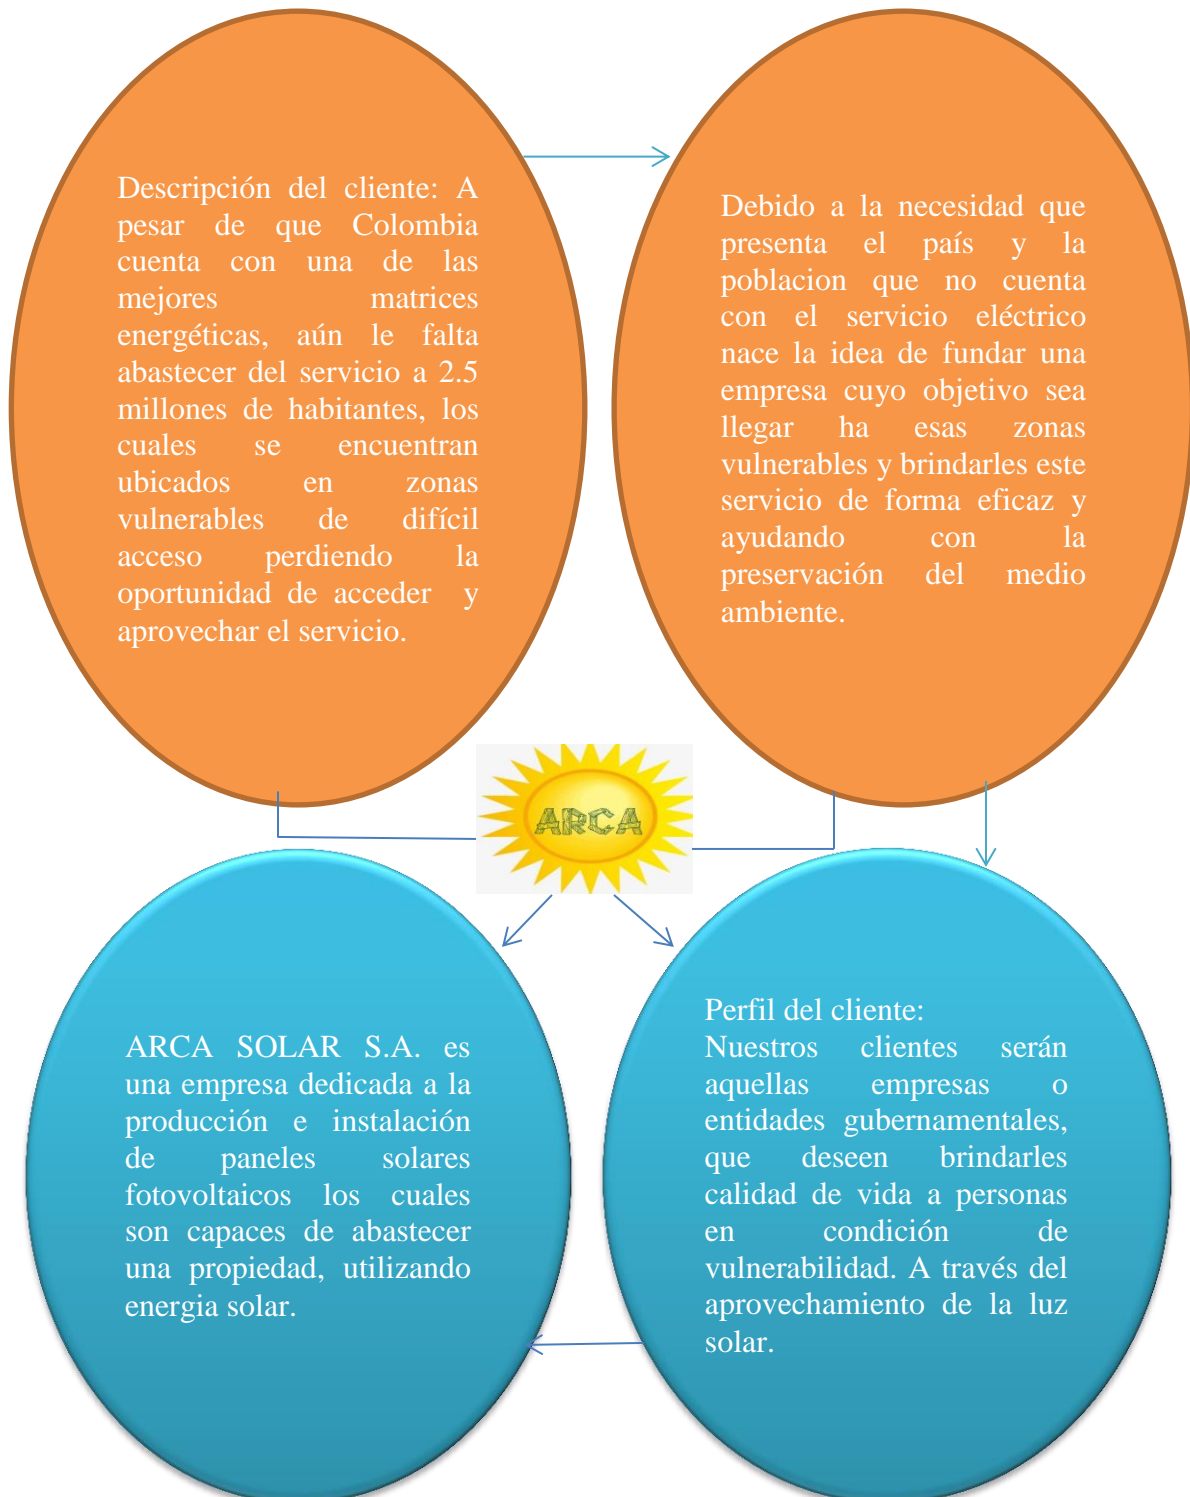 Descripción del cliente: A
pesar de que Colombia
cuenta con una de las
mejores matrices
energéticas, aún le falta
abastecer del servicio a 2.5
millones de habitantes, los
cuales se encuentran
ubicados en zonas
vulnerables de difícil
acceso perdiendo la
oportunidad de acceder y
aprovechar el servicio.
Debido a la necesidad que
presenta el país y la
poblacion que no cuenta
con el servicio eléctrico
nace la idea de fundar una
empresa cuyo objetivo sea
llegar ha esas zonas
vulnerables y brindarles este
servicio de forma eficaz y
ayudando con la
preservación del medio
ambiente.
ARCA
ARCA SOLAR S.A. es
una empresa dedicada a la
producción e instalación
de paneles solares
fotovoltaicos los cuales
son capaces de abastecer
una propiedad, utilizando
energia solar.
Perfil del cliente:
Nuestros clientes serán
aquellas empresas o
entidades gubernamentales,
que deseen brindarles
calidad de vida a personas
en condición de
vulnerabilidad. A través del
aprovechamiento de la luz
solar.